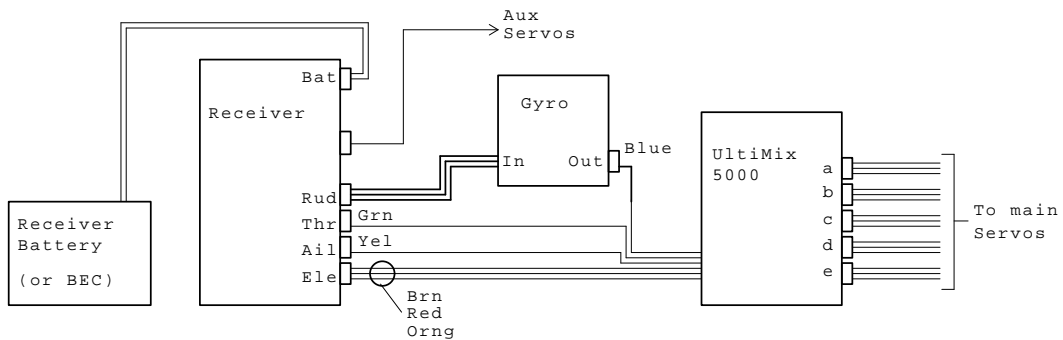 Aux
Servos
Bat
Receiver
Gyro
In
Out
Blue
UltiMix
5000
a
b
c
d
e
To main
Servos
Rud
Thr
Grn
Ail
Yel
Ele
Brn
Red
Orng
Receiver
Battery
(or BEC)